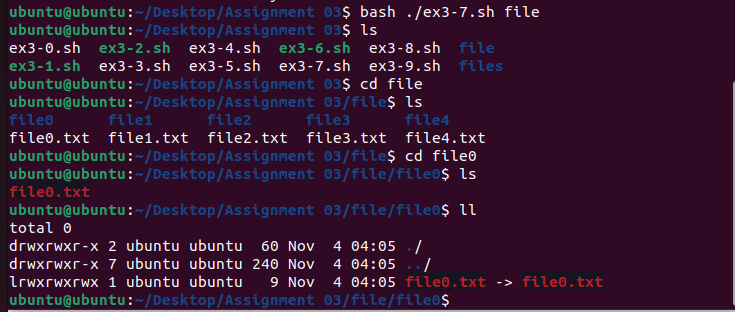 ubuntu@ubuntu:~/Desktop/Assignment 03$ bash ./ex3-7.sh file
ubuntu@ubuntu:~/Desktop/Assignment 03$ ls
ex3-0.sh  ex3-2.sh  ex3-4.sh  ex3-6.sh  ex3-8.sh  file
ex3-1.sh  ex3-3.sh  ex3-5.sh  ex3-7.sh  ex3-9.sh  files
ubuntu@ubuntu:~/Desktop/Assignment 03$ cd file
ubuntu@ubuntu:~/Desktop/Assignment 03/file$ ls
file0      file1      file2      file3      file4
file0.txt  file1.txt  file2.txt  file3.txt  file4.txt
ubuntu@ubuntu:~/Desktop/Assignment 03/file$ cd file0
ubuntu@ubuntu:~/Desktop/Assignment 03/file/file0$ ls
file0.txt
ubuntu@ubuntu:~/Desktop/Assignment 03/file/file0$ ll
total 0
drwxrwxr-x 2 ubuntu ubuntu  60 Nov  4 04:05 ./
drwxrwxr-x 7 ubuntu ubuntu 240 Nov  4 04:05 ../
lrwxrwxrwx 1 ubuntu ubuntu   9 Nov  4 04:05 file0.txt -> file0.txt
ubuntu@ubuntu:~/Desktop/Assignment 03/file/file0$